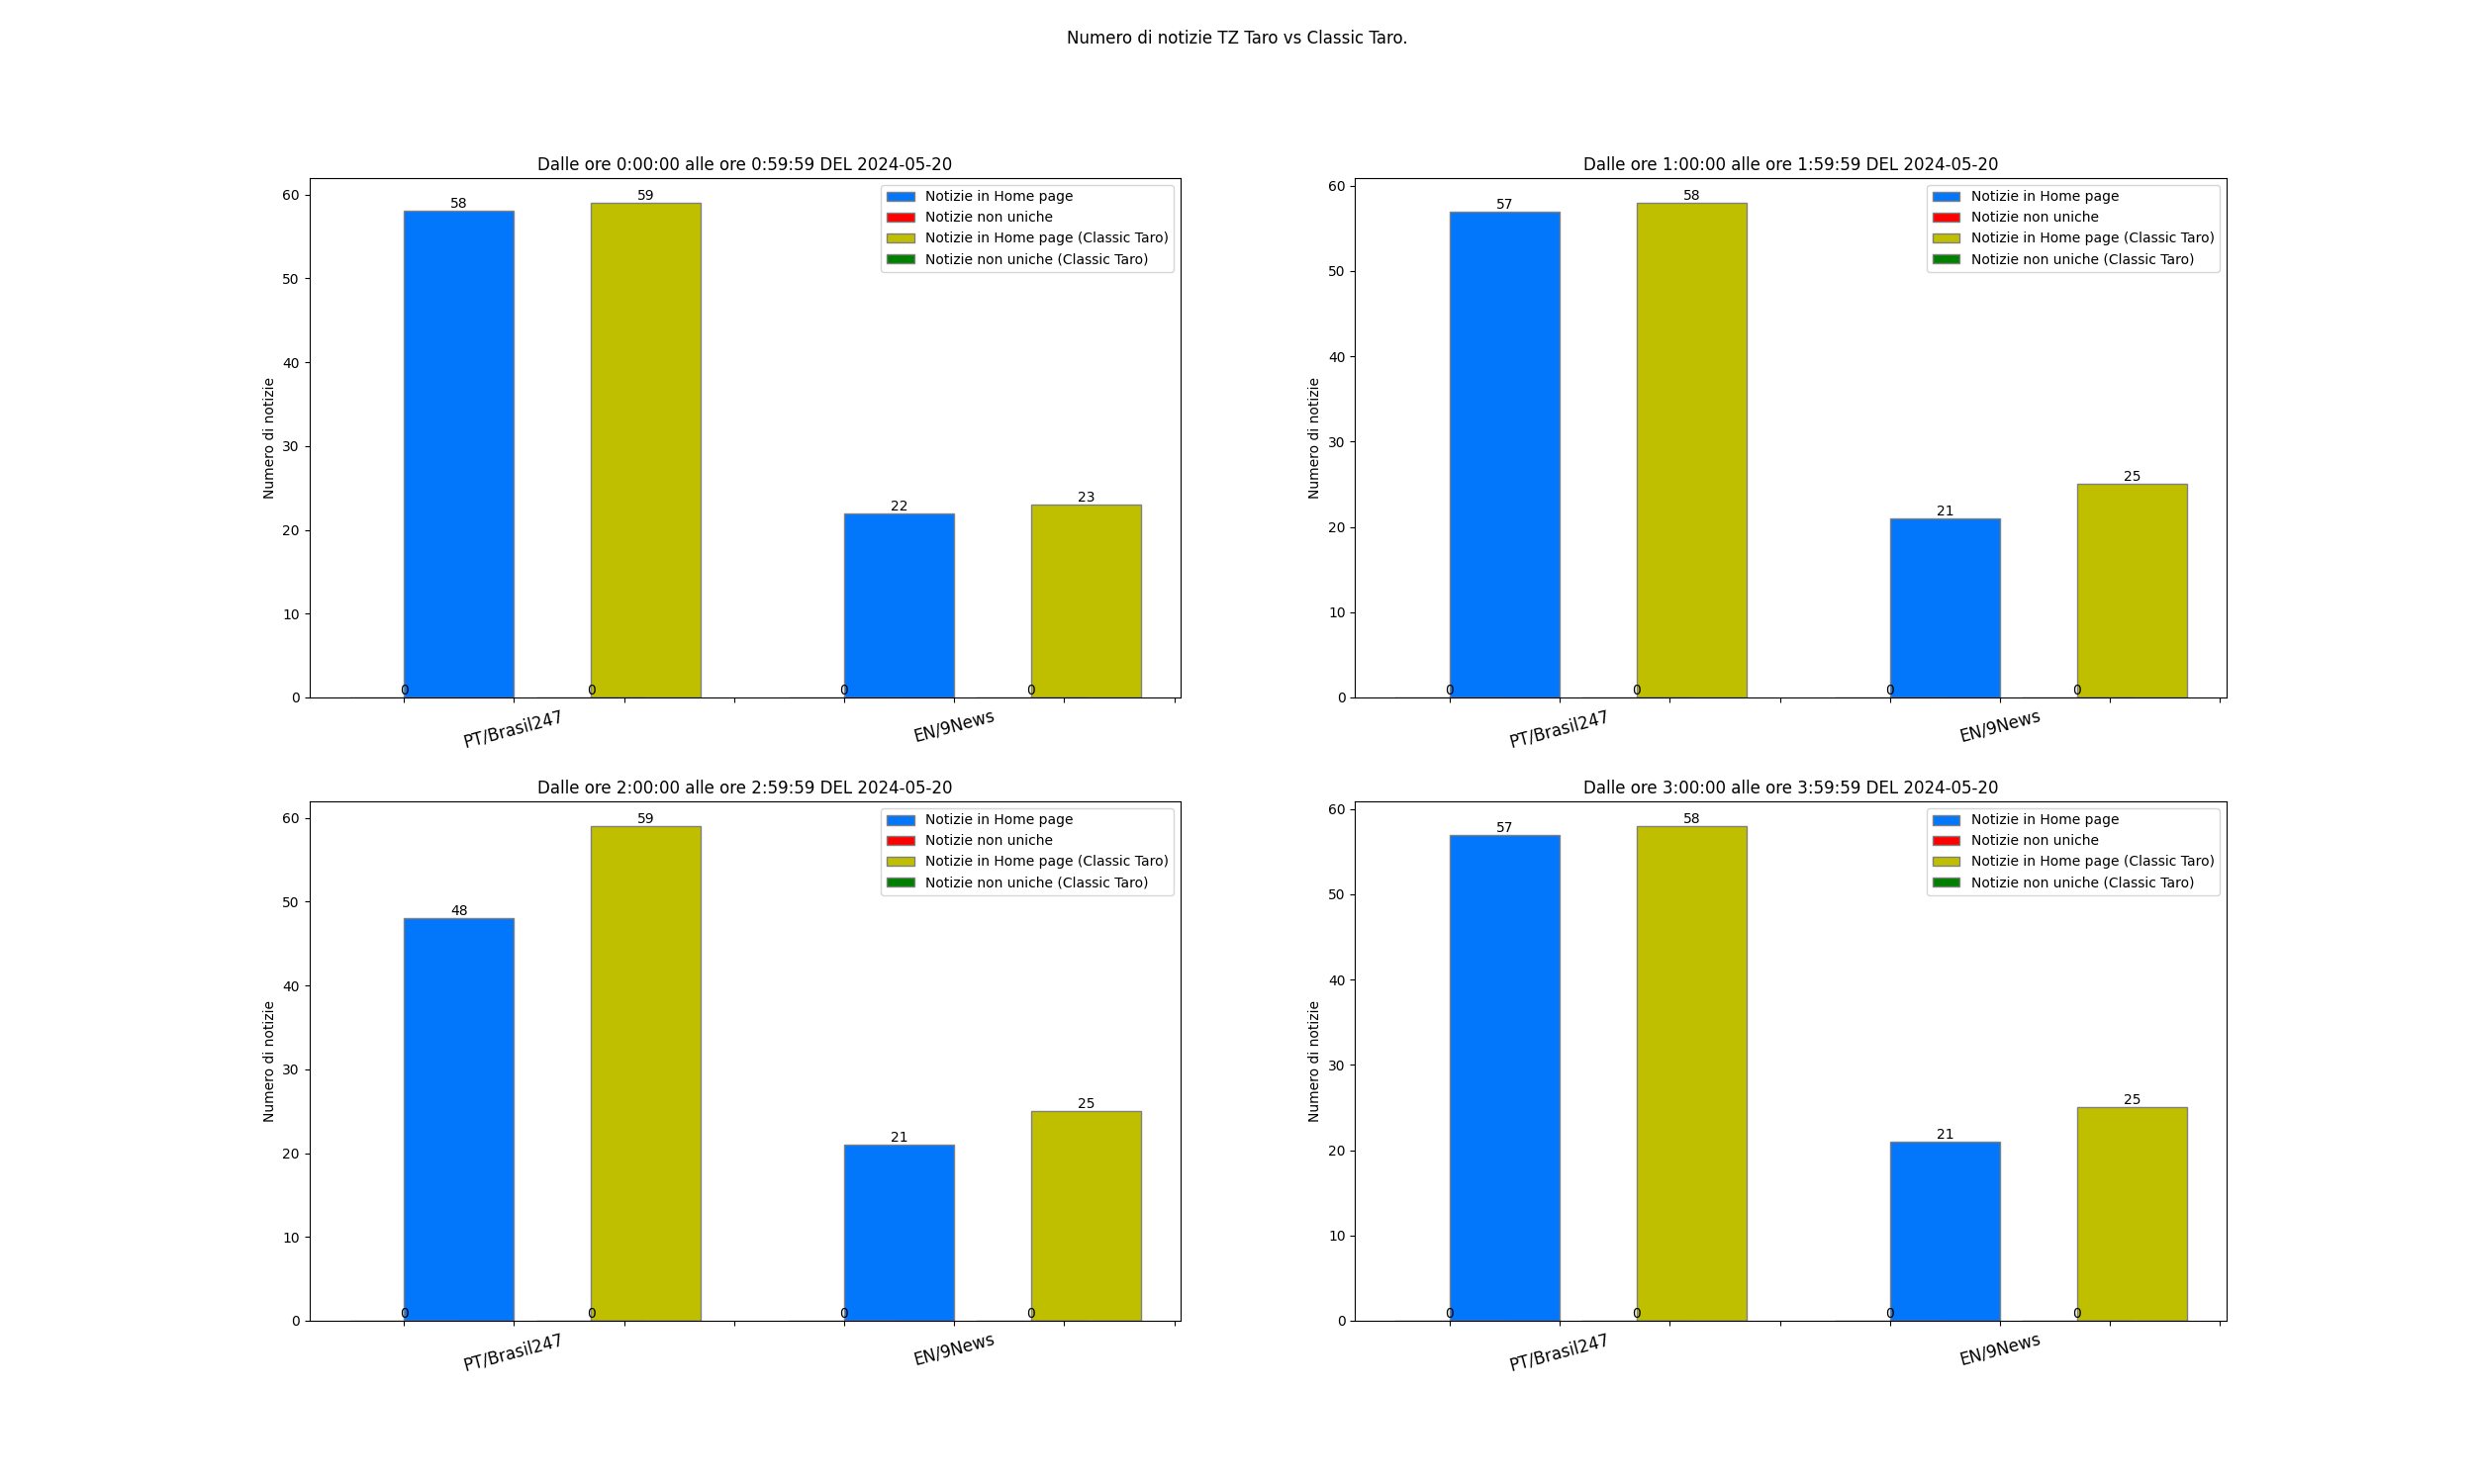 Numero di notizie TZ Taro vs Classic Taro.
Dalle ore 0:00:00 alle ore 0:59:59 DEL 2024-05-20
Numero di notizie
60
50
40
30
20
10
0
58
59
22
23
0
0
0
0
Notizie in Home page
Notizie non uniche
Notizie in Home page (Classic Taro)
Notizie non uniche (Classic Taro)
PT/Brasil247
EN/9News
Dalle ore 1:00:00 alle ore 1:59:59 DEL 2024-05-20
Numero di notizie
60
50
40
30
20
10
0
57
58
21
25
0
0
0
0
Notizie in Home page
Notizie non uniche
Notizie in Home page (Classic Taro)
Notizie non uniche (Classic Taro)
PT/Brasil247
EN/9News
Dalle ore 2:00:00 alle ore 2:59:59 DEL 2024-05-20
Numero di notizie
60
50
40
30
20
10
0
48
59
21
25
0
0
0
0
Notizie in Home page
Notizie non uniche
Notizie in Home page (Classic Taro)
Notizie non uniche (Classic Taro)
PT/Brasil247
EN/9News
Dalle ore 3:00:00 alle ore 3:59:59 DEL 2024-05-20
Numero di notizie
60
50
40
30
20
10
0
57
58
21
25
0
0
0
0
Notizie in Home page
Notizie non uniche
Notizie in Home page (Classic Taro)
Notizie non uniche (Classic Taro)
PT/Brasil247
EN/9News